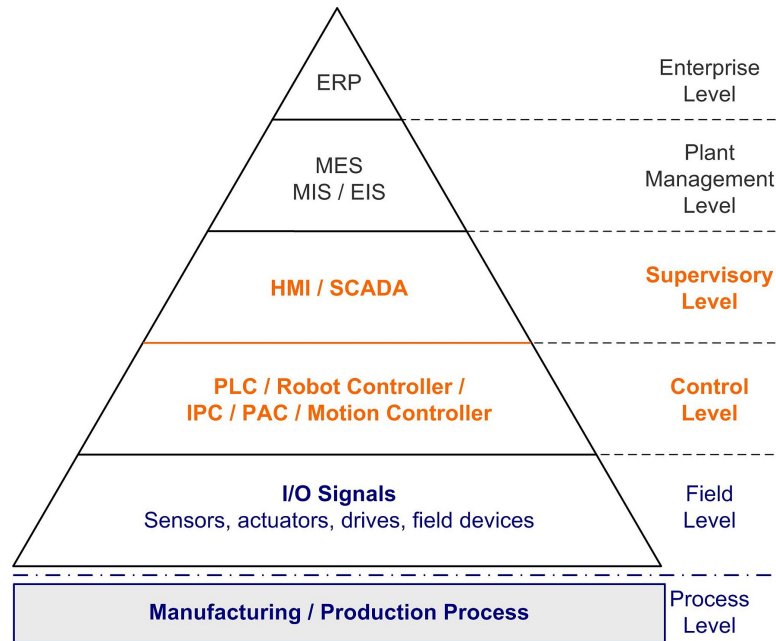 ERP
Enterprise
Level
MES
MIS / EIS
Plant
Management
Level
HMI / SCADA
Supervisory
Level
PLC / Robot Controller /
IPC / PAC / Motion Controller
Control
Level
I/O Signals
Sensors, actuators, drives, field devices
Field
Level
Manufacturing / Production Process
Process
Level